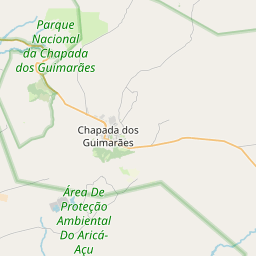 Parque
Nacional
da Chapada
dos Guimarães
Chapada dos
Guimarães
Área De
Proteção
Ambiental
Do Aricá-
Açu